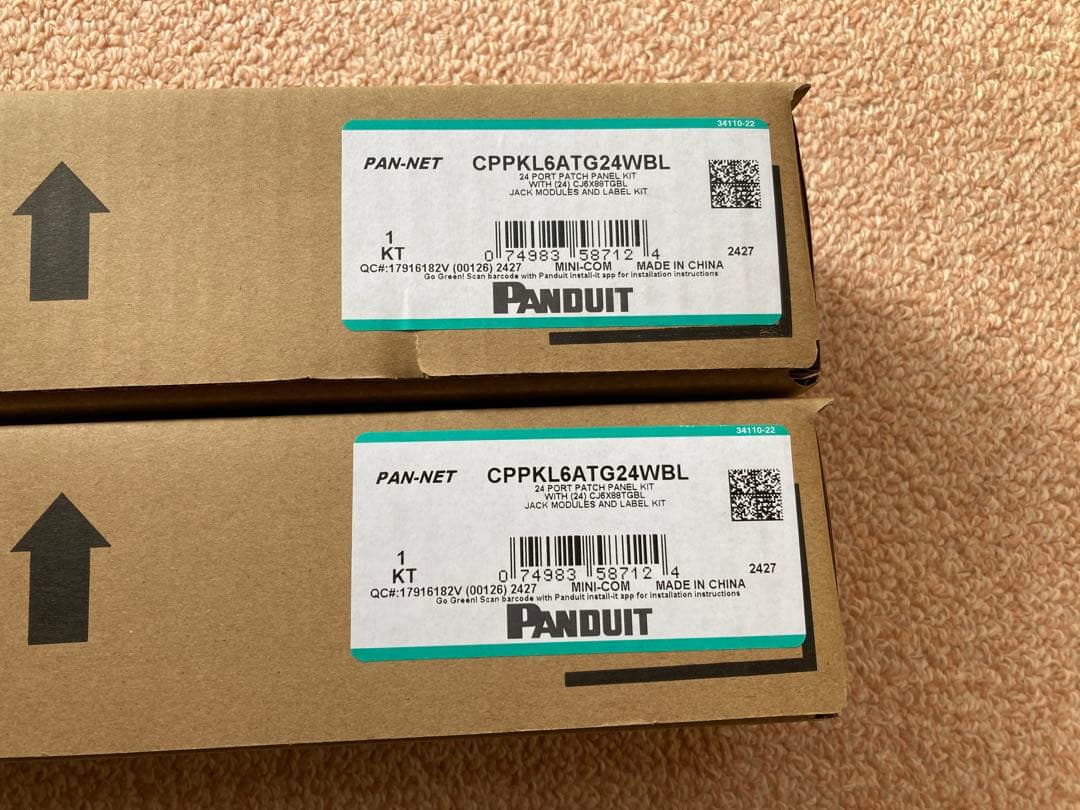 34110-22
PAN-NET CPPKL6ATG24WBL
24 PORT PATCH PANEL KIT
WITH (24) CJ6X88TGBL
JACK MODULES AND LABEL KIT
1
KT
0 74983 58712 4
2427
QC#:17916182V (00126) 2427 MINI-COM MADE IN CHINA
Go Green! Scan barcode with Panduit install-it app for installation instructions
PANDUIT
34110-22
PAN-NET CPPKL6ATG24WBL
24 PORT PATCH PANEL KIT
WITH (24) CJ6X88TGBL
JACK MODULES AND LABEL KIT
1
KT
0 74983 58712 4
2427
QC#:17916182V (00126) 2427 MINI-COM MADE IN CHINA
Go Green! Scan barcode with Panduit install-it app for installation instructions
PANDUIT